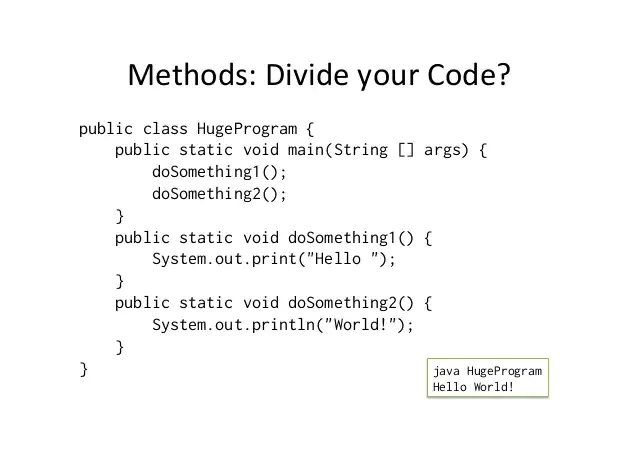 Methods: Divide your Code?
public class HugeProgram {
    public static void main(String [] args) {
        doSomething1();
        doSomething2();
    }
    public static void doSomething1() {
        System.out.print("Hello ");
    }
    public static void doSomething2() {
        System.out.println("World!");
    }
}
java HugeProgram
Hello World!